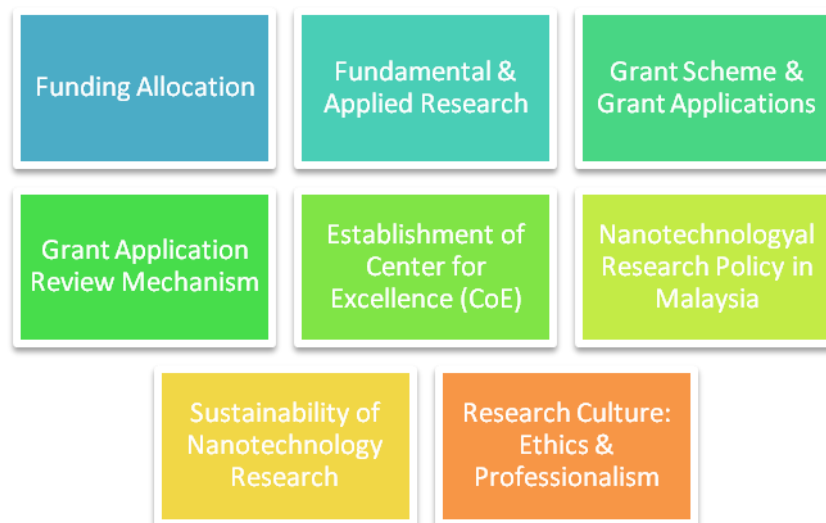 Funding Allocation
Fundamental &
Applied Research
Grant Scheme &
Grant Applications
Grant Application
Review Mechanism
Establishment of
Center for
Excellence (CoE)
Nanotechnologyal
Research Policy in
Malaysia
Sustainability of
Nanotechnology
Research
Research Culture:
Ethics &
Professionalism